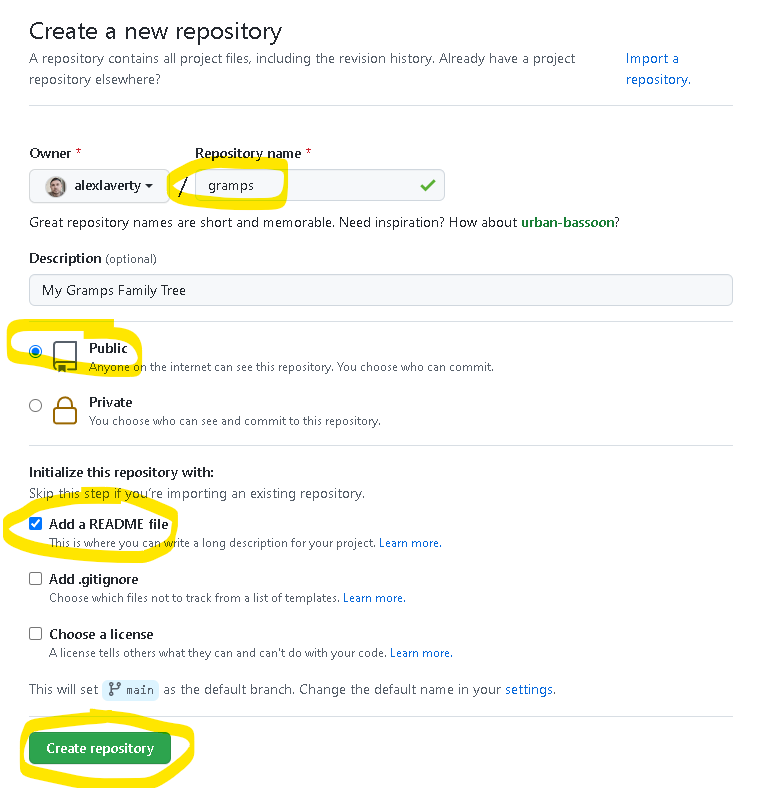 Create a new repository
A repository contains all project files, including the revision history. Already have a project
repository elsewhere?
Import a
repository.
Owner *
Repository name *
alexlaverty
/
gramps
Great repository names are short and memorable. Need inspiration? How about urban-bassoon?
Description (optional)
My Gramps Family Tree
Public
Anyone on the internet can see this repository. You choose who can commit.
Private
You choose who can see and commit to this repository.
Initialize this repository with:
Skip this step if you're importing an existing repository.
Add a README file
This is where you can write a long description for your project. Learn more.
Add .gitignore
Choose which files not to track from a list of templates. Learn more.
Choose a license
A license tells others what they can and can't do with your code. Learn more.
This will set main as the default branch. Change the default name in your settings.
Create repository